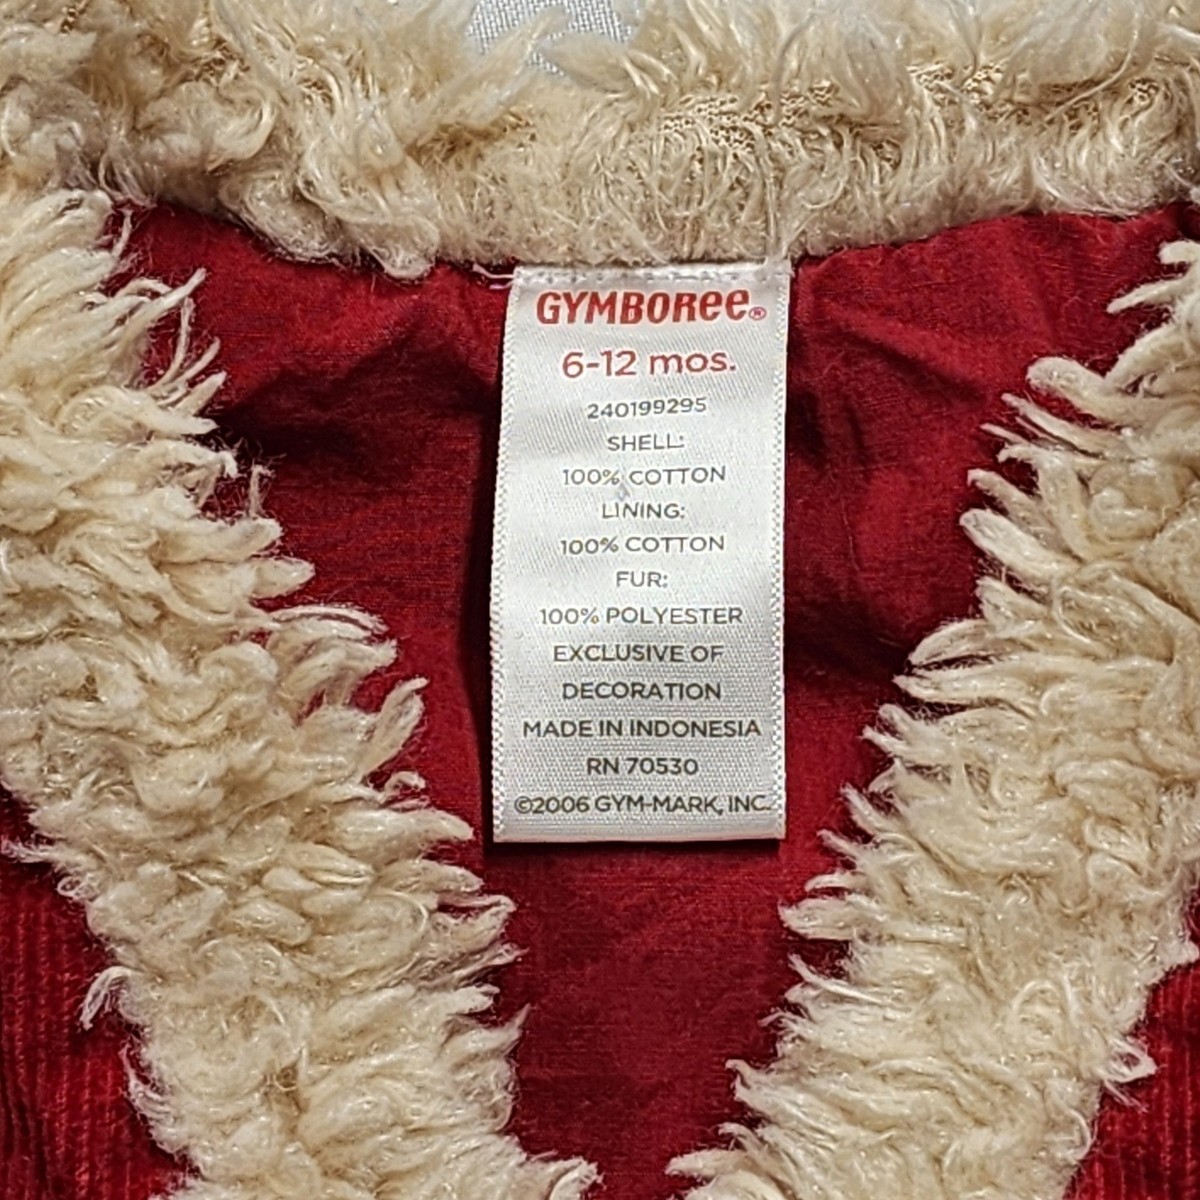 GYMBOREE®
6-12 mos.
240199295
SHELL:
100% COTTON
LINING:
100% COTTON
FUR:
100% POLYESTER
EXCLUSIVE OF
DECORATION
MADE IN INDONESIA
RN 70530
©2006 GYM-MARK, INC.